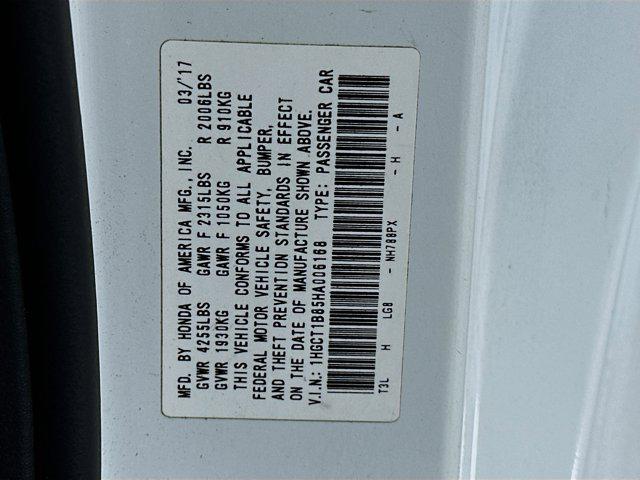 MFD. BY HONDA OF AMERICA MFG., INC. 03/'17
GVWR 4255LBS GAWR F 2315LBS R 2006LBS
GVWR 1930KG GAWR F 1050KG R 910KG
THIS VEHICLE CONFORMS TO ALL APPLICABLE
FEDERAL MOTOR VEHICLE SAFETY, BUMPER,
AND THEFT PREVENTION STANDARDS IN EFFECT
ON THE DATE OF MANUFACTURE SHOWN ABOVE.
V.I.N.: 1HGCT1B85HA006168 TYPE: PASSENGER CAR
T3L H LG8 - NH788PX - H - A